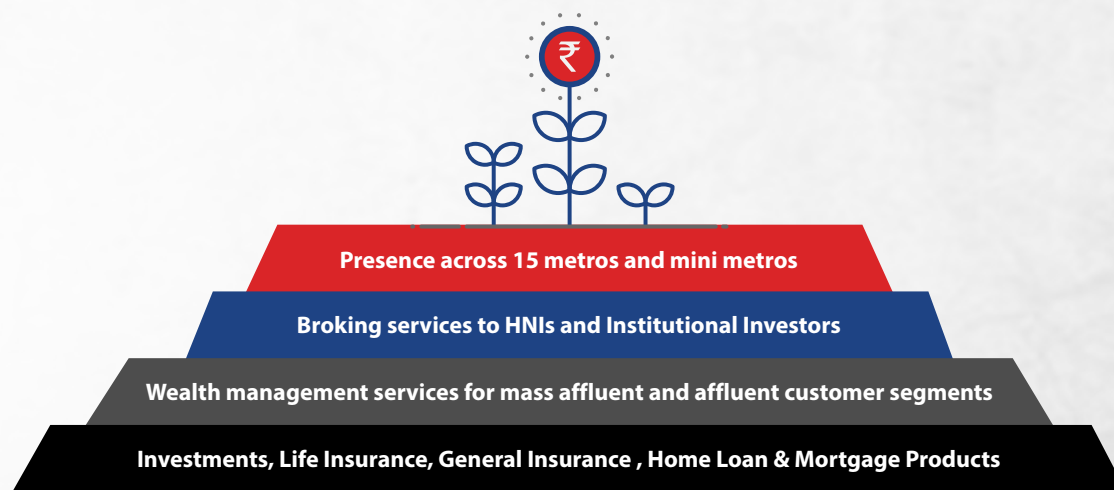 ₹
Presence across 15 metros and mini metros
Broking services to HNIs and Institutional Investors
Wealth management services for mass affluent and affluent customer segments
Investments, Life Insurance, General Insurance , Home Loan & Mortgage Products